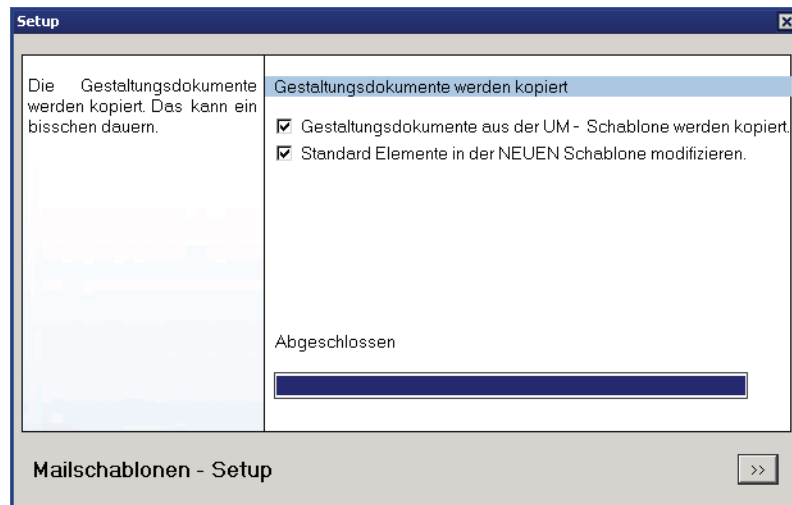 Setup
Die Gestaltungsdokumente
werden kopiert. Das kann ein
bisschen dauern.
Gestaltungsdokumente werden kopiert
Gestaltungsdokumente aus der UM - Schablone werden kopiert.
Standard Elemente in der NEUEN Schablone modifizieren.
Abgeschlossen
Mailschablonen - Setup
>>